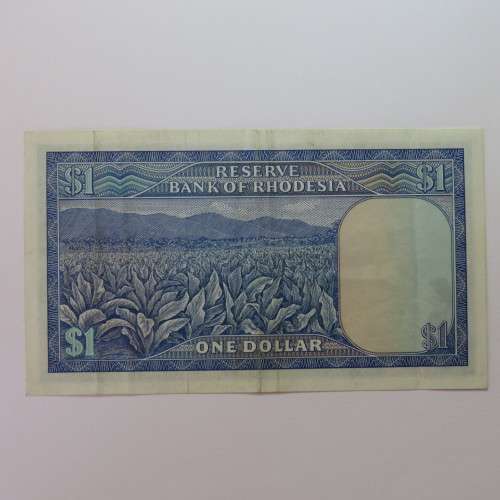 $1 RESERVE $1
BANK OF RHODESIA
$1 ONE DOLLAR $1